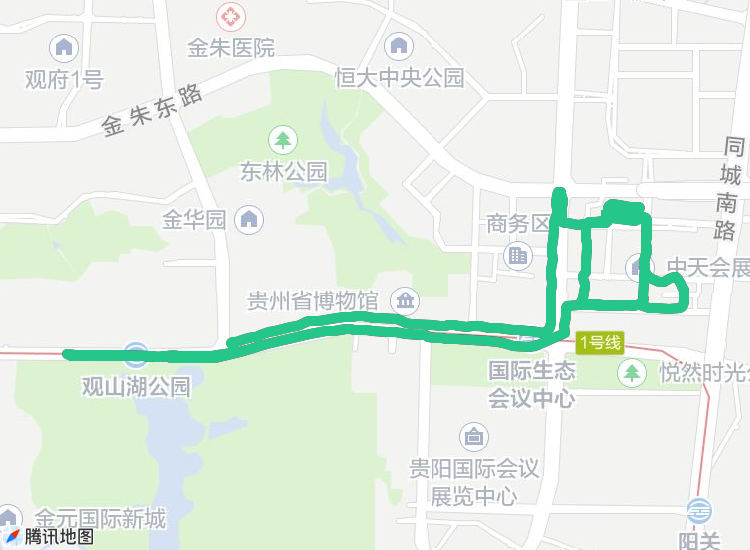 金朱医院
观府1号
恒大中央公园
金朱东路
同城南路
东林公园
金华园
商务区
中天会展
贵州省博物馆
1号线
观山湖公园
国际生态
会议中心
悦然时光公
贵阳国际会议
展览中心
金元国际新城
腾讯地图
阳关